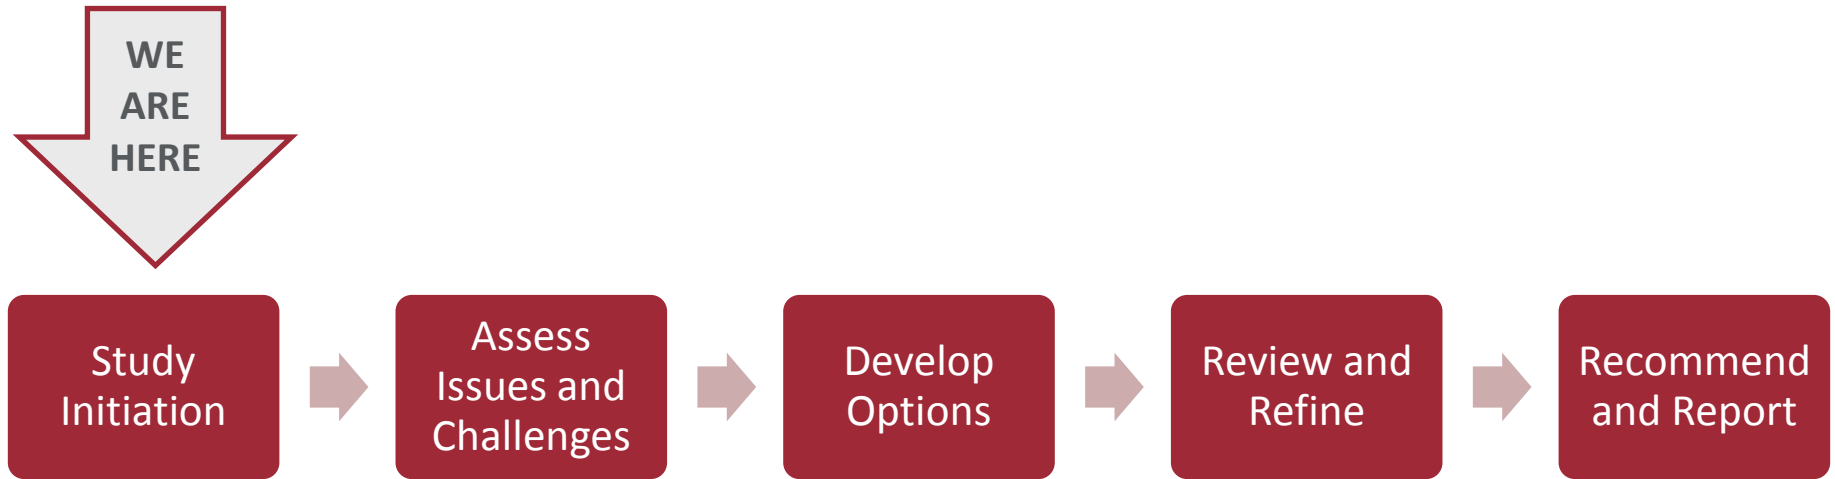 WE
ARE
HERE
Study
Initiation
Assess
Issues and
Challenges
Develop
Options
Review and
Refine
Recommend
and Report